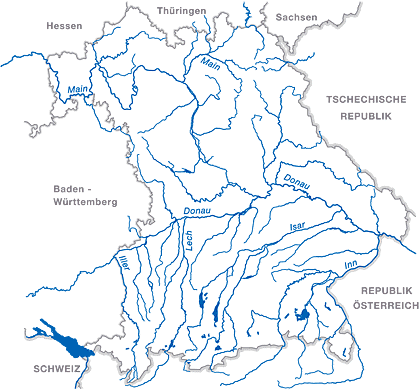 Thüringen
Sachsen
Hessen
Main
Main
TSCHECHISCHE
REPUBLIK
Baden -
Württemberg
Donau
Donau
Isar
Lech
Iller
Inn
REPUBLIK
ÖSTERREICH
SCHWEIZ